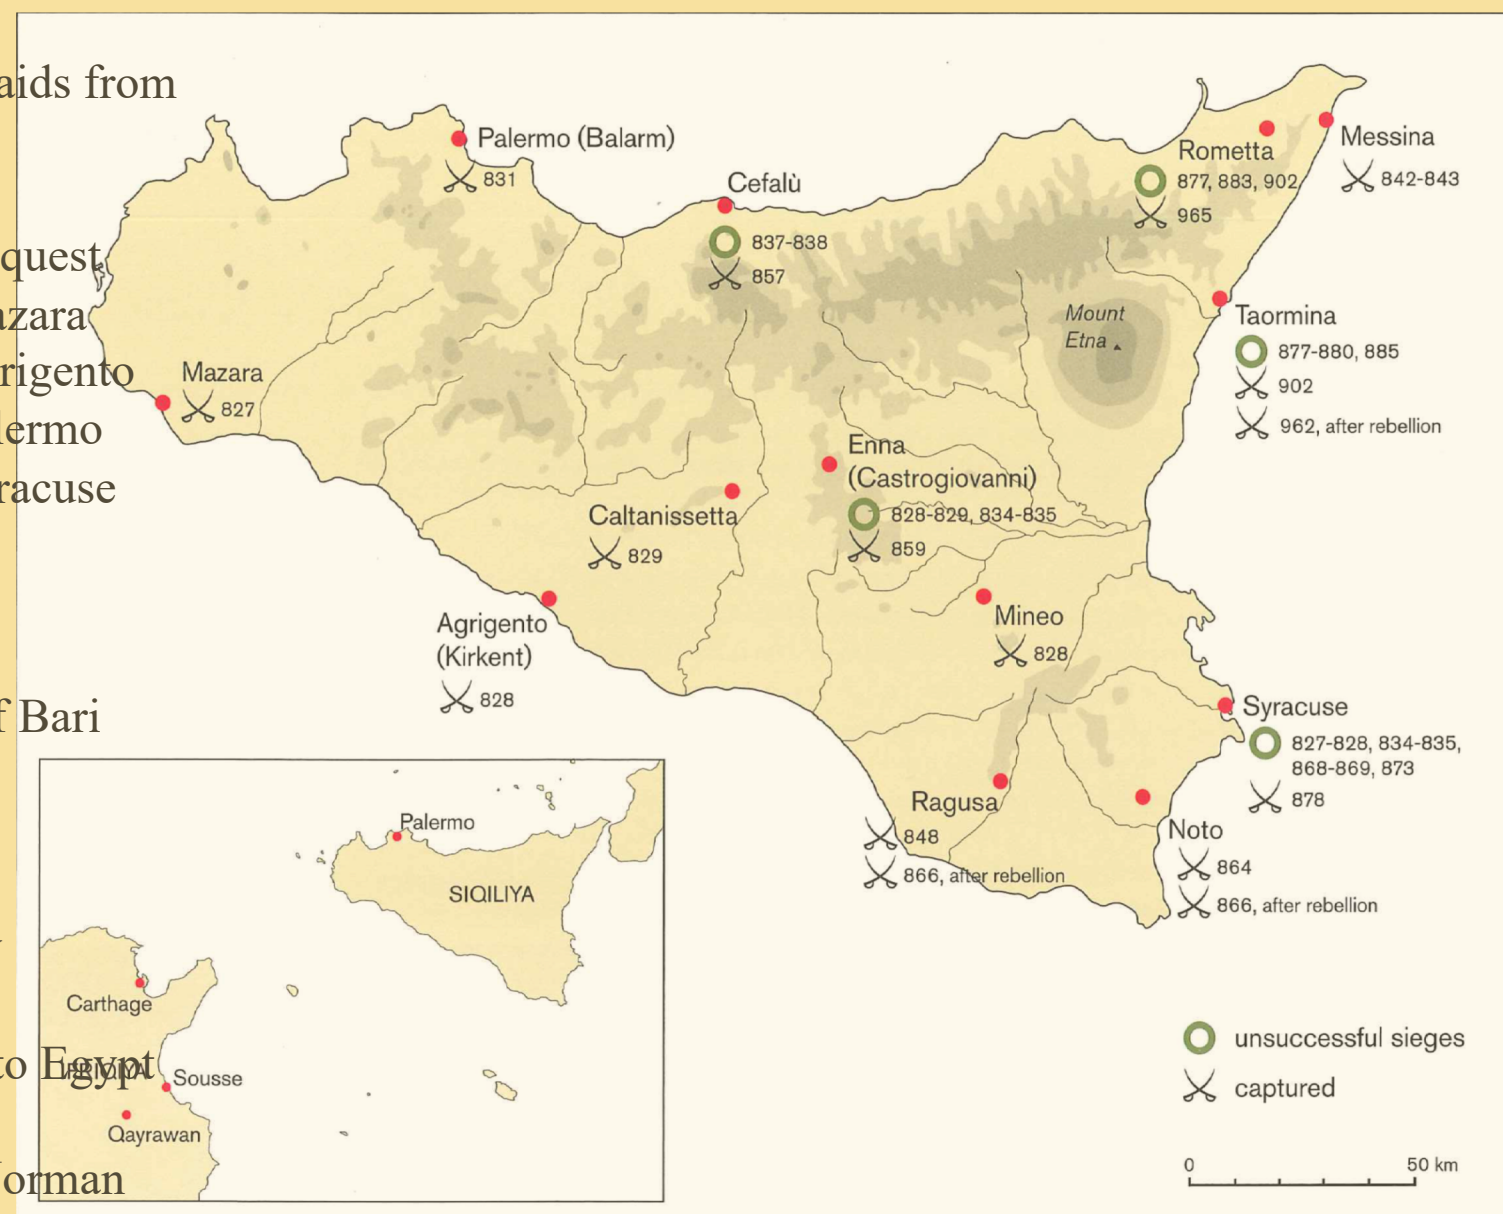 aids from
quest
azara
rigento
lermo
racuse
f Bari
to Egypt
orman
Palermo (Balarm)
831
Cefalù
837-838
857
Rometta
877, 883, 902
965
Messina
842-843
Taormina
877-880, 885
902
962, after rebellion
Mount
Etna
Mazara
827
Enna
(Castrogiovanni)
828-829, 834-835
859
Caltanissetta
829
Agrigento
(Kirkent)
828
Mineo
828
Syracuse
827-828, 834-835,
868-869, 873
878
Ragusa
848
866, after rebellion
Noto
864
866, after rebellion
Palermo
SIQILIYA
Carthage
IFRIQIYA
Sousse
Qayrawan
unsuccessful sieges
captured
0 50 km